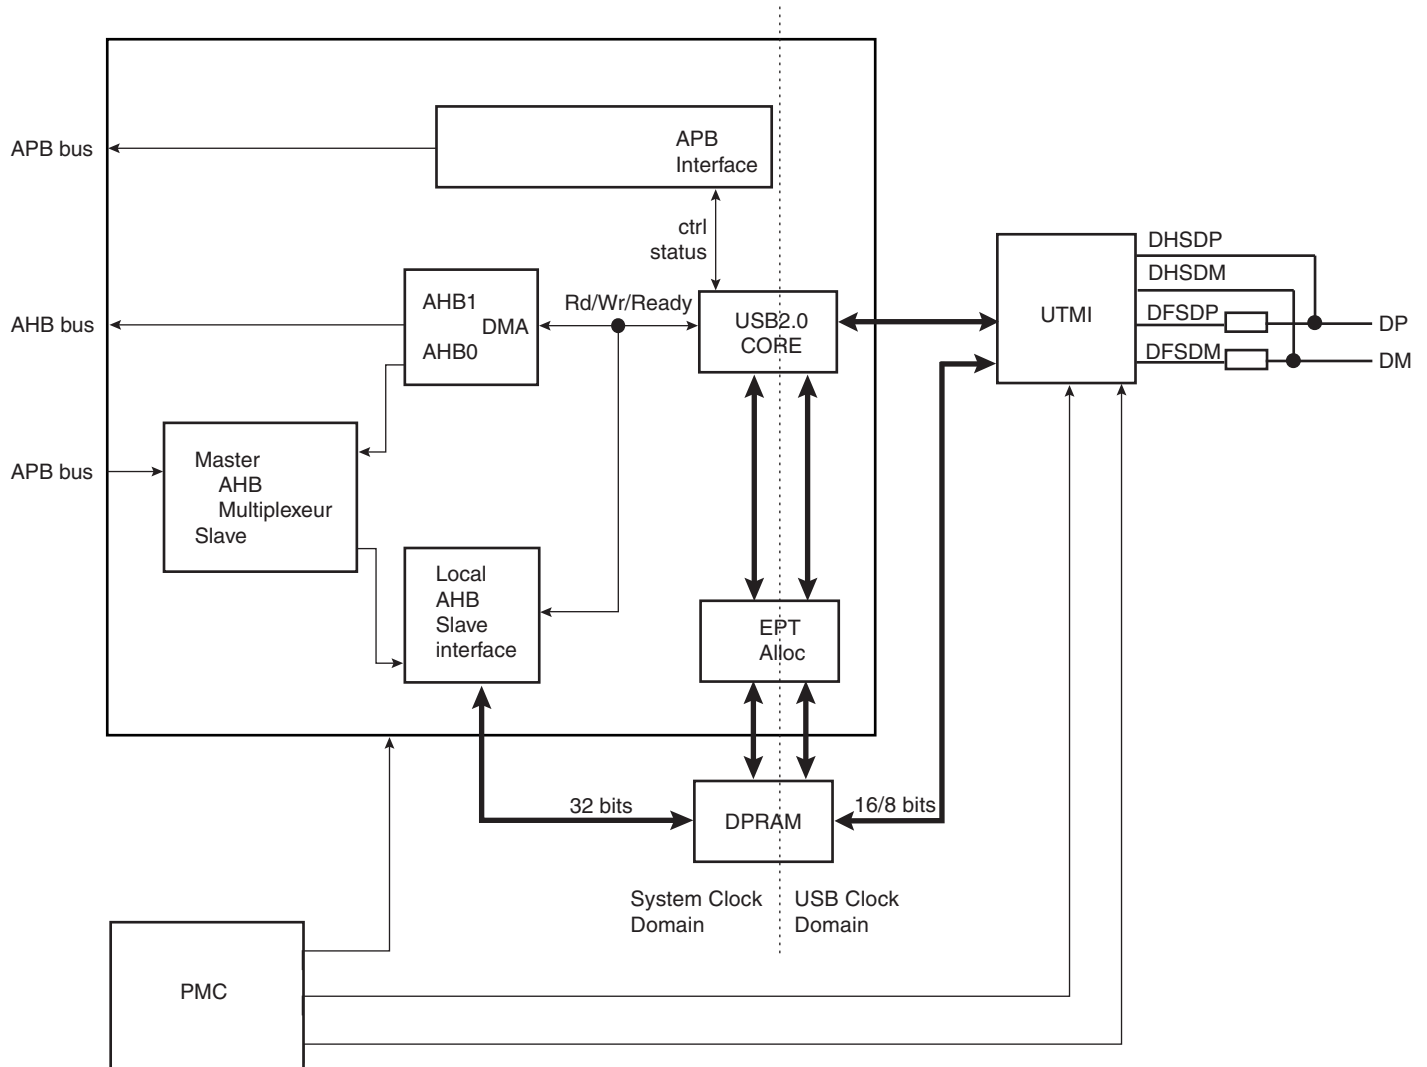 APB bus
APB
Interface
ctrl
status
AHB bus
AHB1
DMA
AHB0
Rd/Wr/Ready
USB2.0
CORE
UTMI
DHSDP
DHSDM
DFSDP
DFSDM
DP
DM
APB bus
Master
AHB
Multiplexeur
Slave
Local
AHB
Slave
interface
EPT
Alloc
32 bits
DPRAM
16/8 bits
System Clock
Domain
USB Clock
Domain
PMC